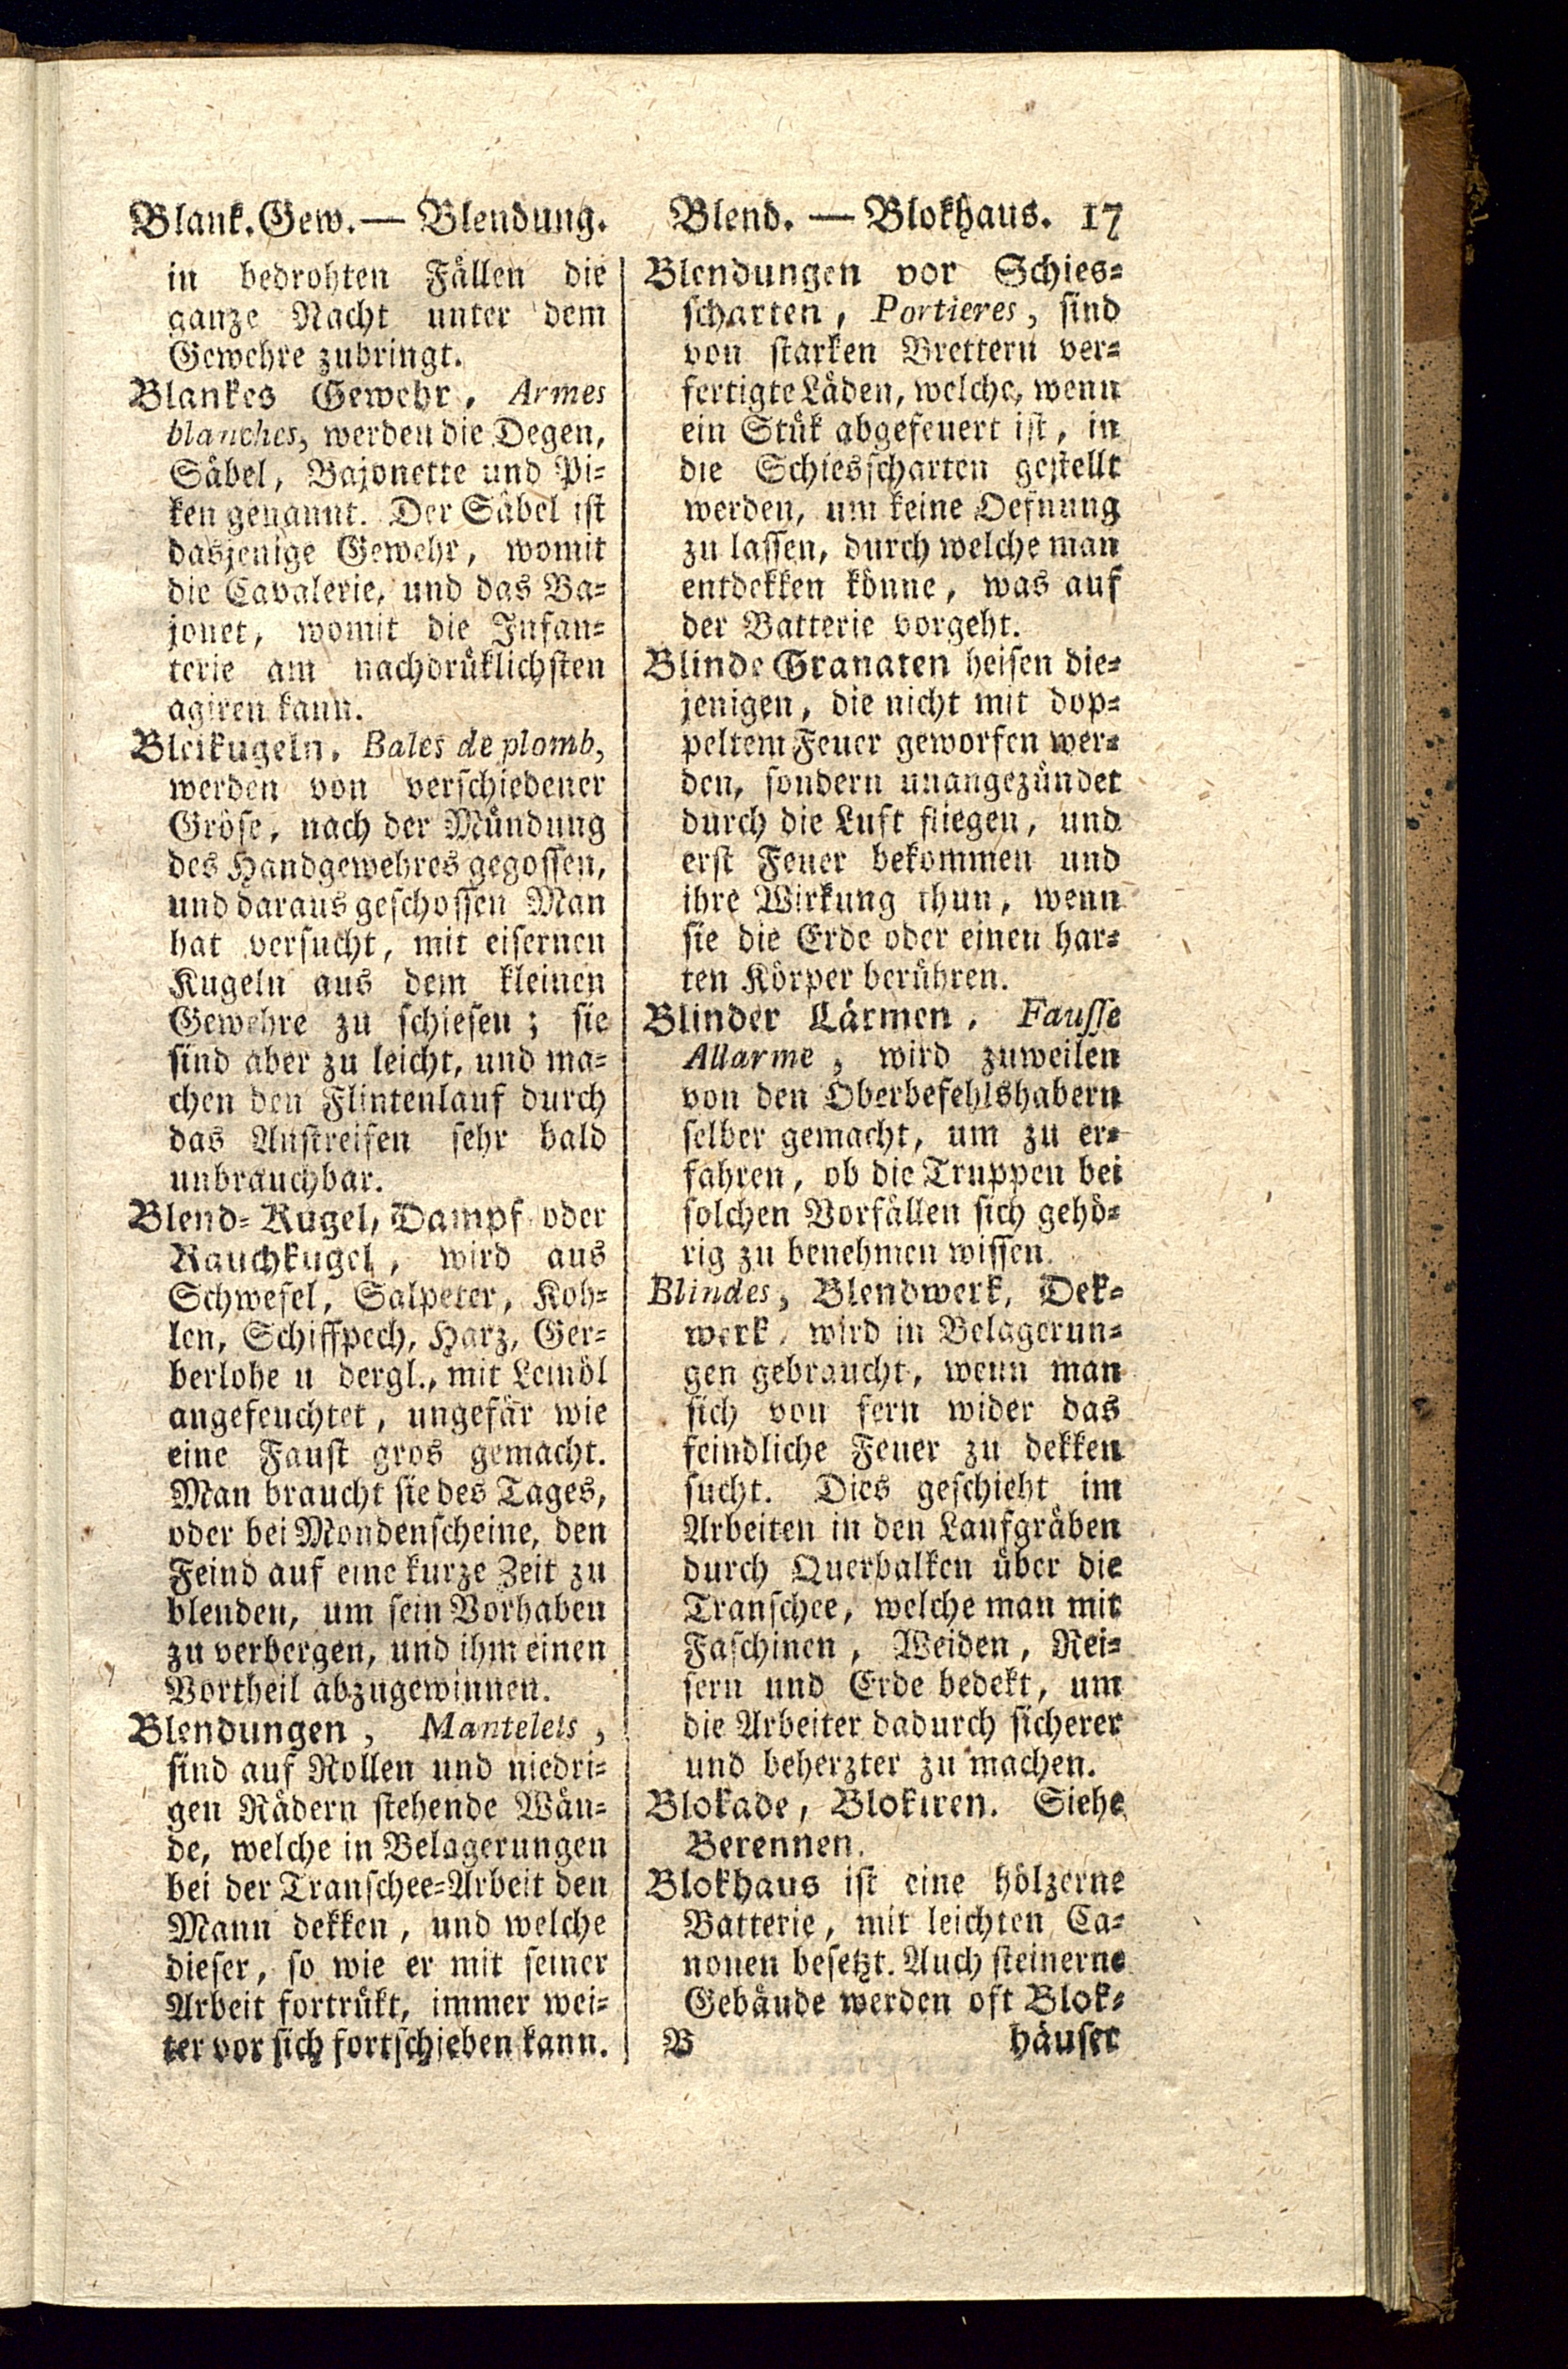 Blank. Gew. — Blendung.
in bedrohten Fällen die
ganze Nacht unter dem
Gewehre zubringt.
Blankes Gewehr, Armes
blanches, werden die Degen,
Säbel, Bajonette und Pi-
ken genannt. Der Säbel ist
dasjenige Gewehr, womit
die Cavalerie, und das Ba-
jonet, womit die Infan-
terie am nachdrüklichsten
agiren kann.
Bleikugeln, Bales de plomb,
werden von verschiedener
Gröse, nach der Mündung
des Handgewehres gegossen,
und daraus geschossen Man
hat versucht, mit eisernen
Kugeln aus dem kleinen
Gewehre zu schiesen; sie
sind aber zu leicht, und ma-
chen den Flintenlauf durch
das Anstreifen sehr bald
unbrauchbar.
Blend-Kugel, Dampf oder
Rauchkugel, wird aus
Schwefel, Salpeter, Koh-
len, Schiffpech, Harz, Ger-
berlohe u dergl., mit Leinöl
angefeuchtet, ungefär wie
eine Faust gros gemacht.
Man braucht sie des Tages,
oder bei Mondenscheine, den
Feind auf eine kurze Zeit zu
blenden, um sein Vorhaben
zu verbergen, und ihm einen
Vortheil abzugewinnen.
Blendungen, Mantelets,
sind auf Rollen und niedri-
gen Rädern stehende Wän-
de, welche in Belagerungen
bei der Transchee-Arbeit den
Mann dekken, und welche
dieser, so wie er mit seiner
Arbeit fortrükt, immer wei-
ter vor sich fortschieben kann.
Blend. — Blokhaus. 17
Blendungen vor Schies-
scharten, Portieres, sind
von starken Brettern ver-
fertigte Läden, welche, wenn
ein Stük abgefeuert ist, in
die Schiesscharten gestellt
werden, um keine Oefnung
zu lassen, durch welche man
entdekken könne, was auf
der Batterie vorgeht.
Blinde Granaten heisen die-
jenigen, die nicht mit dop-
peltem Feuer geworfen wer-
den, sondern unangezündet
durch die Luft fliegen, und
erst Feuer bekommen und
ihre Wirkung thun, wenn
sie die Erde oder einen har-
ten Körper berühren.
Blinder Lärmen, Fausse
Allarme, wird zuweilen
von den Oberbefehlshabern
selber gemacht, um zu er-
fahren, ob die Truppen bei
solchen Vorfällen sich gehö-
rig zu benehmen wissen.
Blindes, Blendwerk, Dek-
werk, wird in Belagerun-
gen gebraucht, wenn man
sich von fern wider das
feindliche Feuer zu dekken
sucht. Dies geschieht im
Arbeiten in den Laufgräben
durch Querbalken über die
Transchee, welche man mit
Faschinen, Weiden, Rei-
sern und Erde bedekt, um
die Arbeiter dadurch sicherer
und beherzter zu machen.
Blokade, Blokiren. Siehe
Berennen.
Blokhaus ist eine hölzerne
Batterie, mit leichten Ca-
nonen besetzt. Auch steinerne
Gebäude werden oft Blok-
B häuser